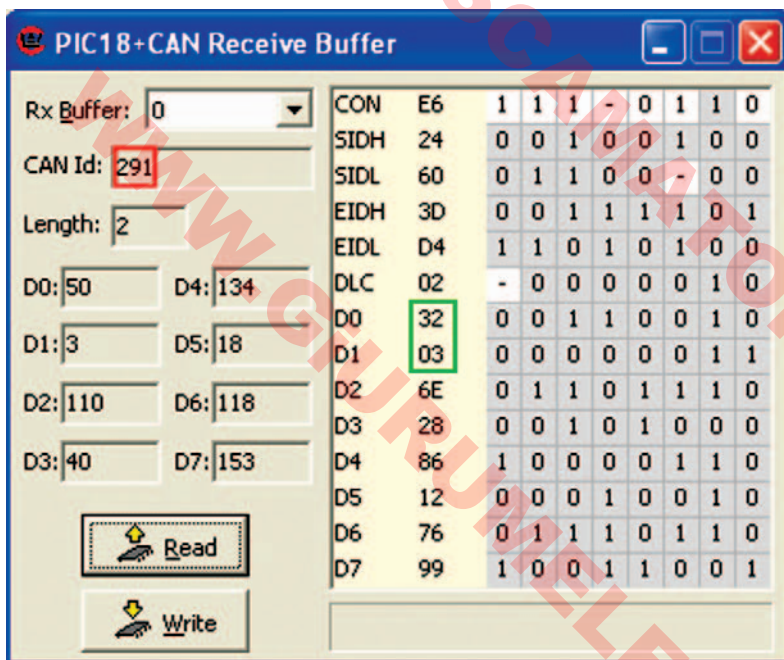 PIC18+CAN Receive Buffer
Rx Buffer: 0
CAN Id: 291
Length: 2
D0: 50 D4: 134
D1: 3 D5: 18
D2: 110 D6: 118
D3: 40 D7: 153
Read
Write
CON E6 1 1 1 - 0 1 1 0
SIDH 24 0 0 1 0 0 1 0 0
SIDL 60 0 1 1 0 0 - 0 0
EIDH 3D 0 0 1 1 1 1 0 1
EIDL D4 1 1 0 1 0 1 0 0
DLC 02 - 0 0 0 0 0 1 0
D0 32 0 0 1 1 0 0 1 0
D1 03 0 0 0 0 0 0 1 1
D2 6E 0 1 1 0 1 1 1 0
D3 28 0 0 1 0 1 0 0 0
D4 86 1 0 0 0 0 1 1 0
D5 12 0 0 0 1 0 0 1 0
D6 76 0 1 1 1 0 1 1 0
D7 99 1 0 0 1 1 0 0 1